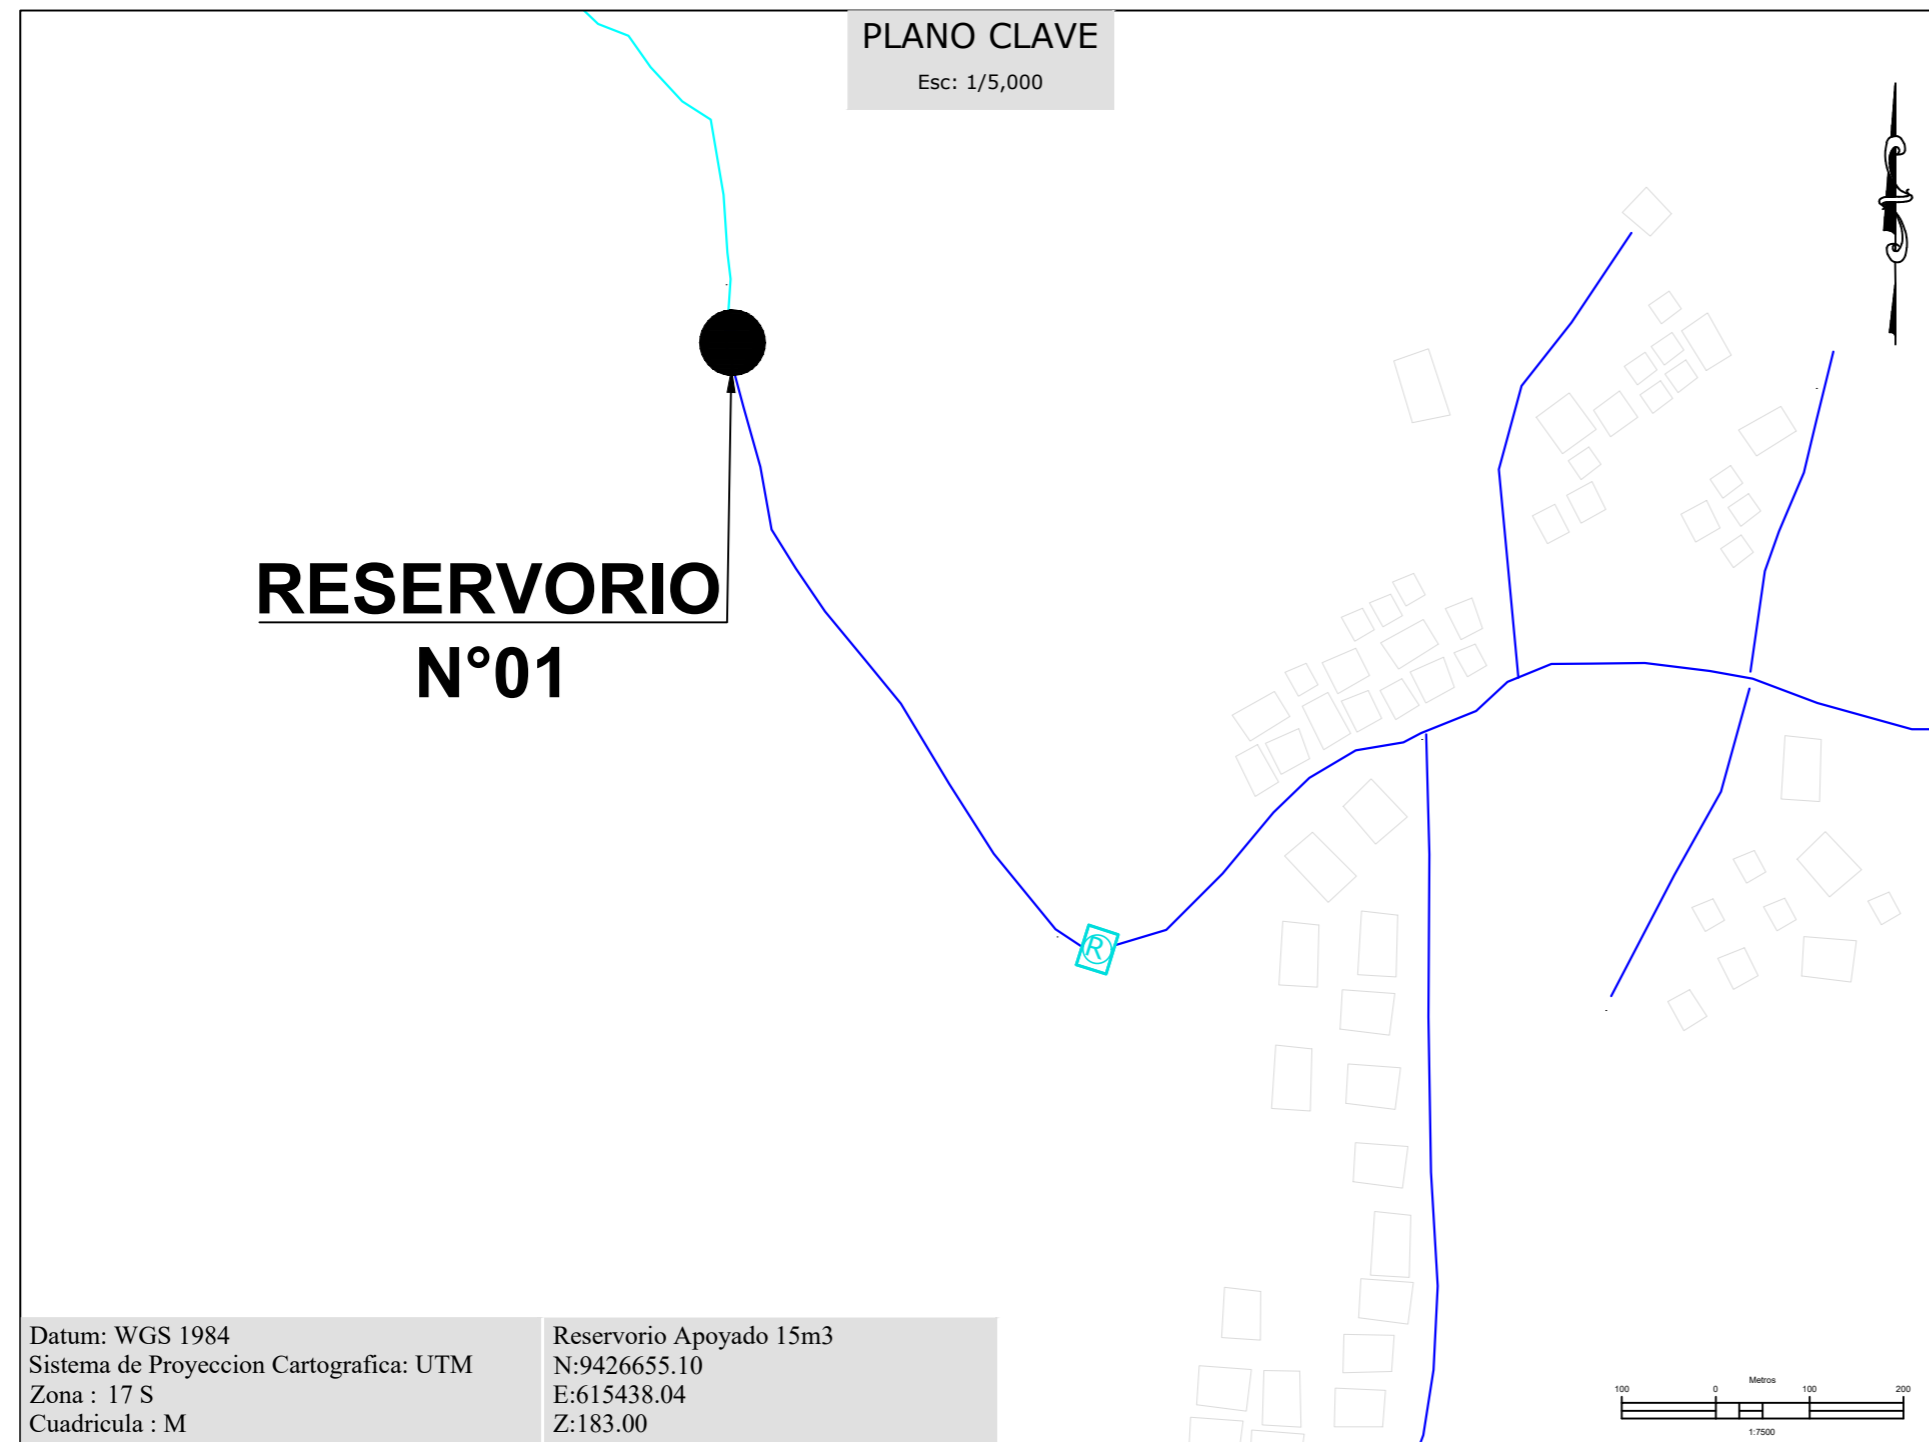 PLANO CLAVE
Esc: 1/5,000
RESERVORIO
N°01
R
Datum: WGS 1984
Sistema de Proyeccion Cartografica: UTM
Zona : 17 S
Cuadricula : M
Reservorio Apoyado 15m3
N:9426655.10
E:615438.04
Z:183.00
Metros
100 0 100 200
1:7500